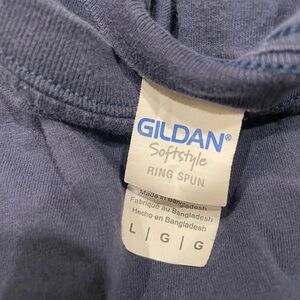 GILDAN®
Softstyle
RING SPUN
Made in Bangladesh
Fabriqué au Bangladesh
Hecho en Bangladesh
L | G | G